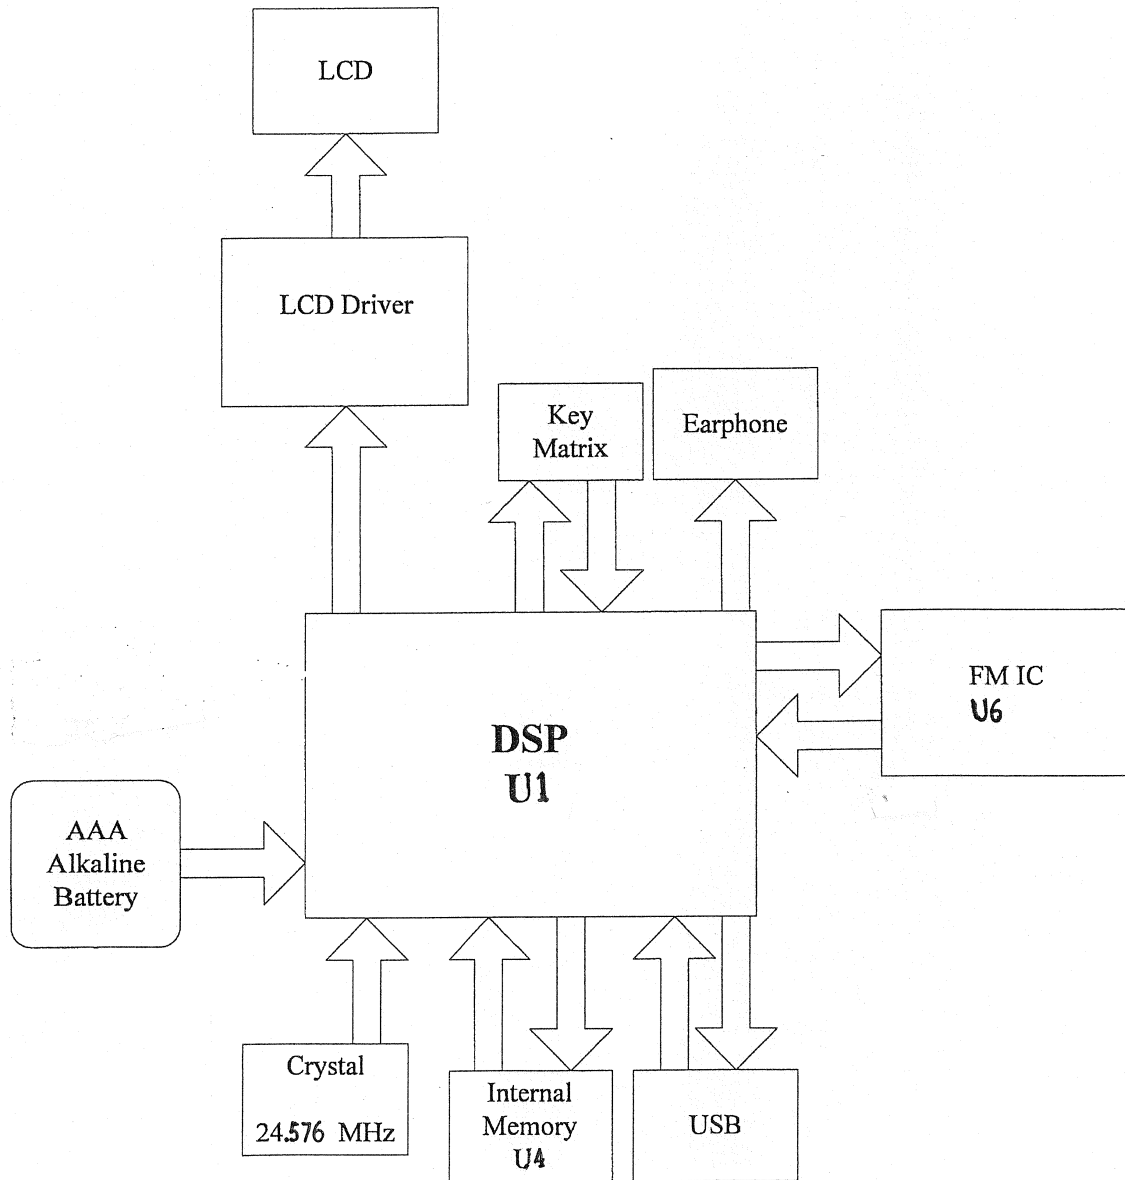 LCD
LCD Driver
Key
Matrix
Earphone
FM IC
U6
DSP
U1
AAA
Alkaline
Battery
Crystal
24.576 MHz
Internal
Memory
U4
USB